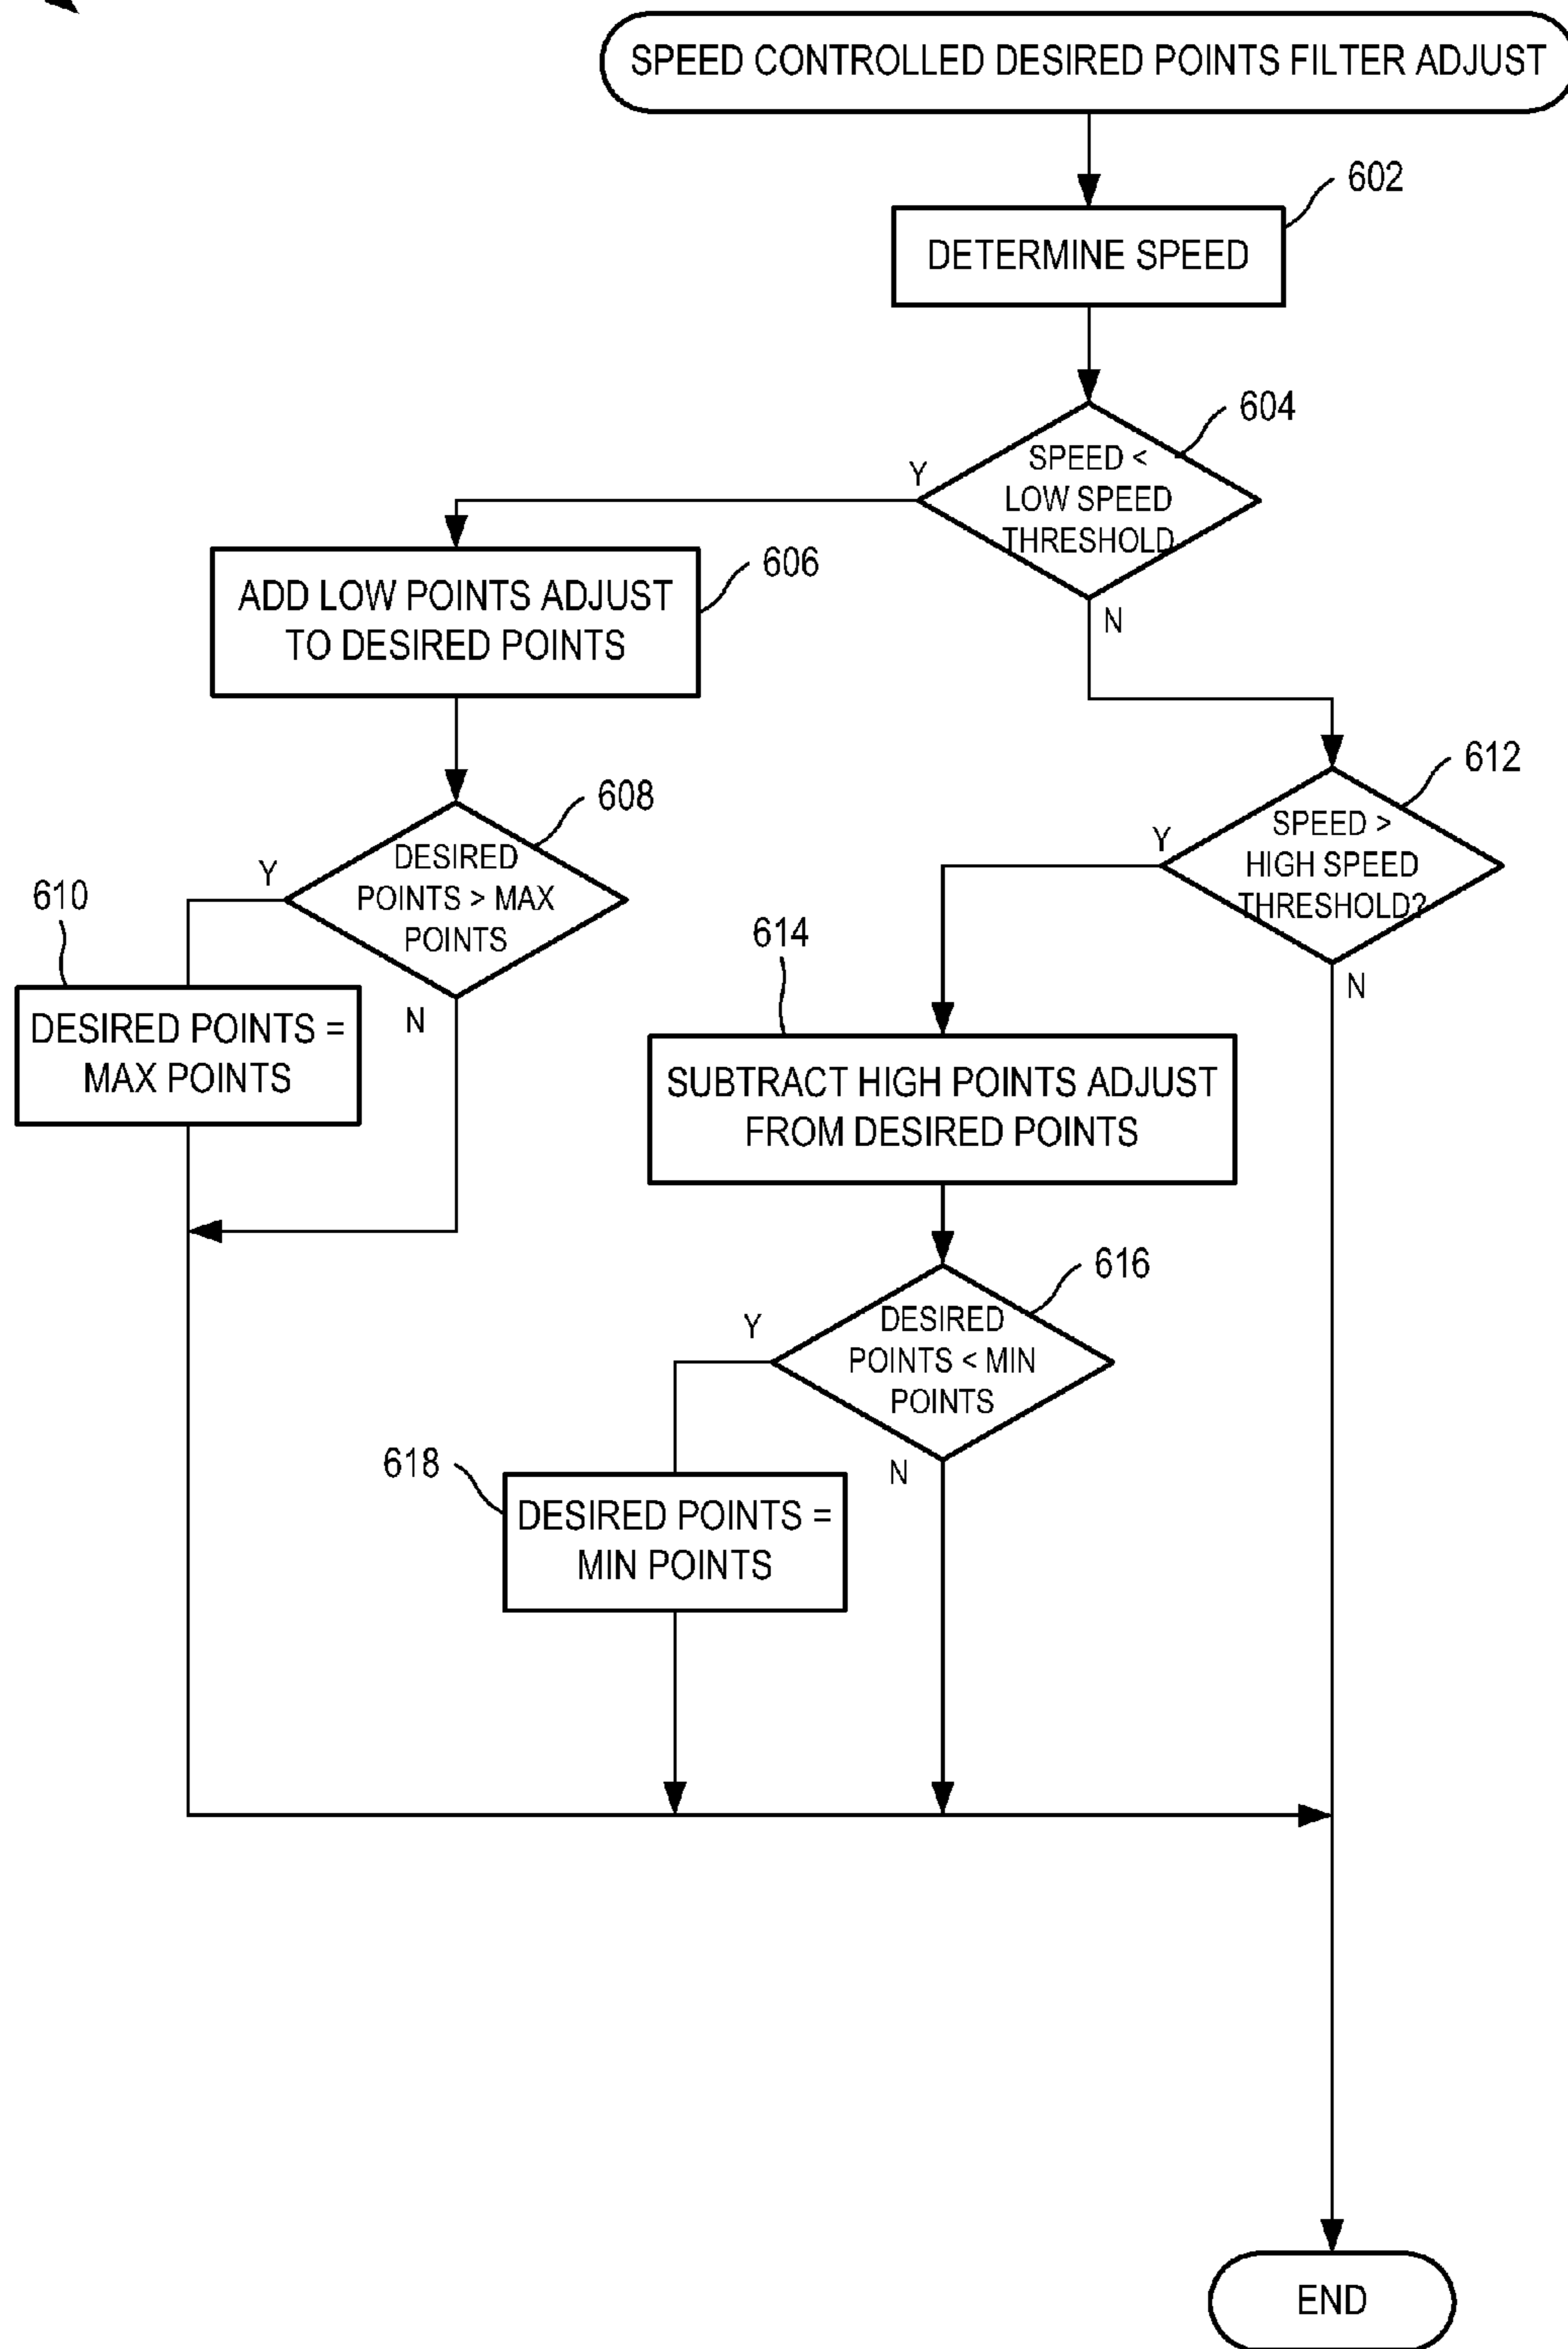 SPEED CONTROLLED DESIRED POINTS FILTER ADJUST
602
DETERMINE SPEED
604
SPEED <
LOW SPEED
THRESHOLD
Y
N
606
ADD LOW POINTS ADJUST
TO DESIRED POINTS
608
DESIRED
POINTS > MAX
POINTS
Y
N
610
DESIRED POINTS =
MAX POINTS
612
SPEED >
HIGH SPEED
THRESHOLD?
Y
N
614
SUBTRACT HIGH POINTS ADJUST
FROM DESIRED POINTS
616
DESIRED
POINTS < MIN
POINTS
Y
N
618
DESIRED POINTS =
MIN POINTS
END